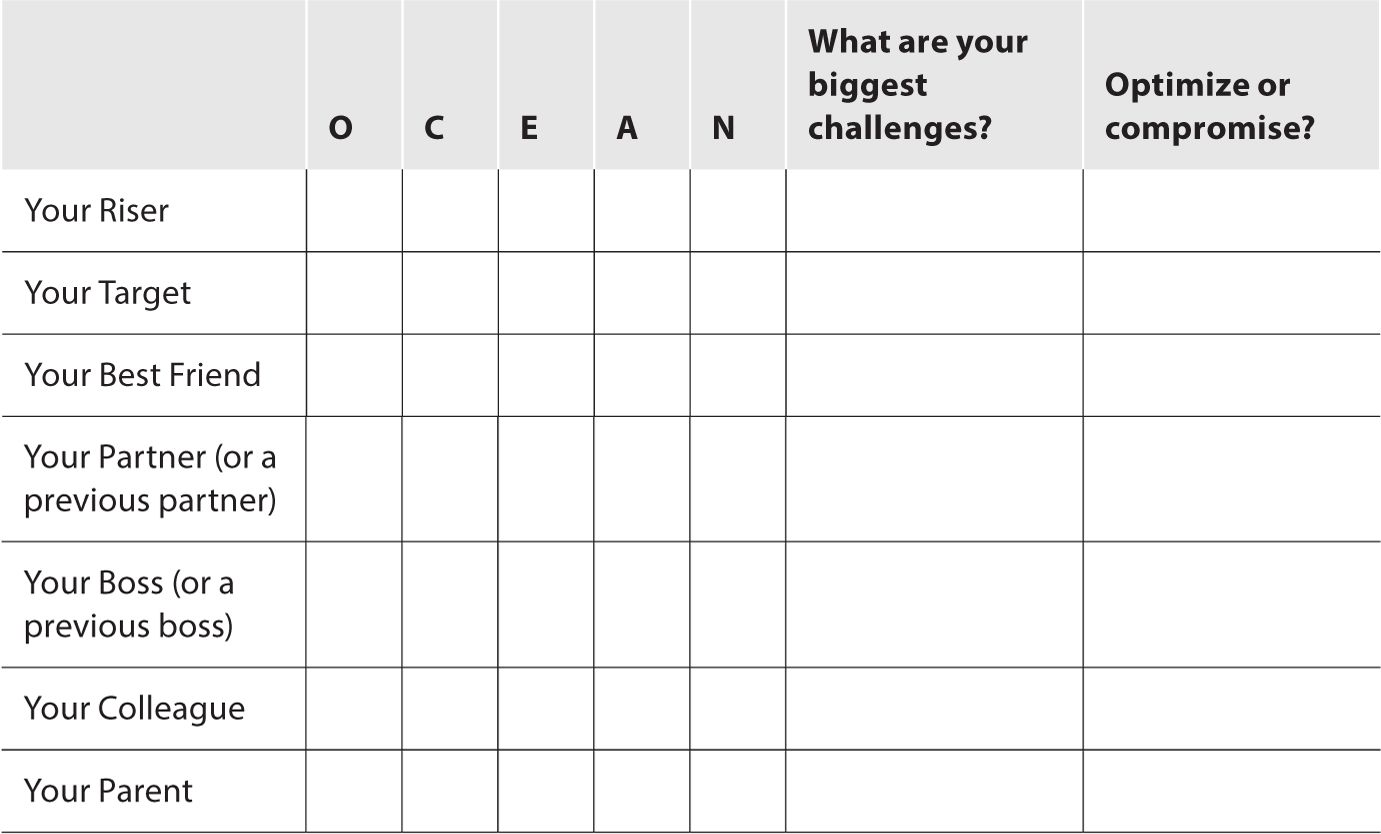 What are your
biggest
challenges?
Optimize or
compromise?
O C E A N
Your Riser
Your Target
Your Best Friend
Your Partner (or a
previous partner)
Your Boss (or a
previous boss)
Your Colleague
Your Parent